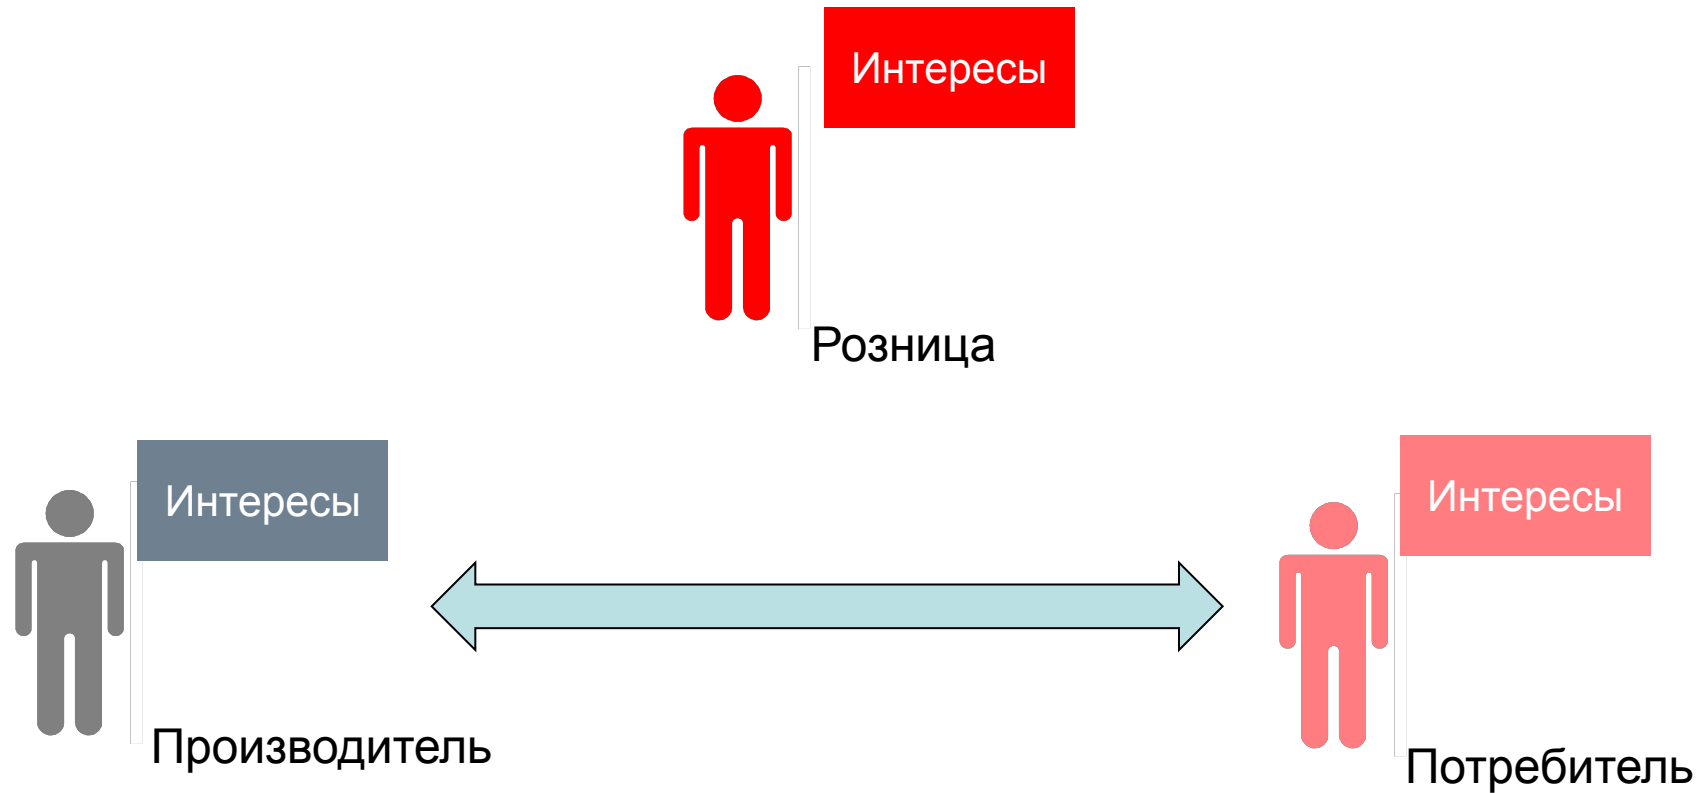 Интересы
Розница
Интересы
Производитель
Интересы
Потребитель